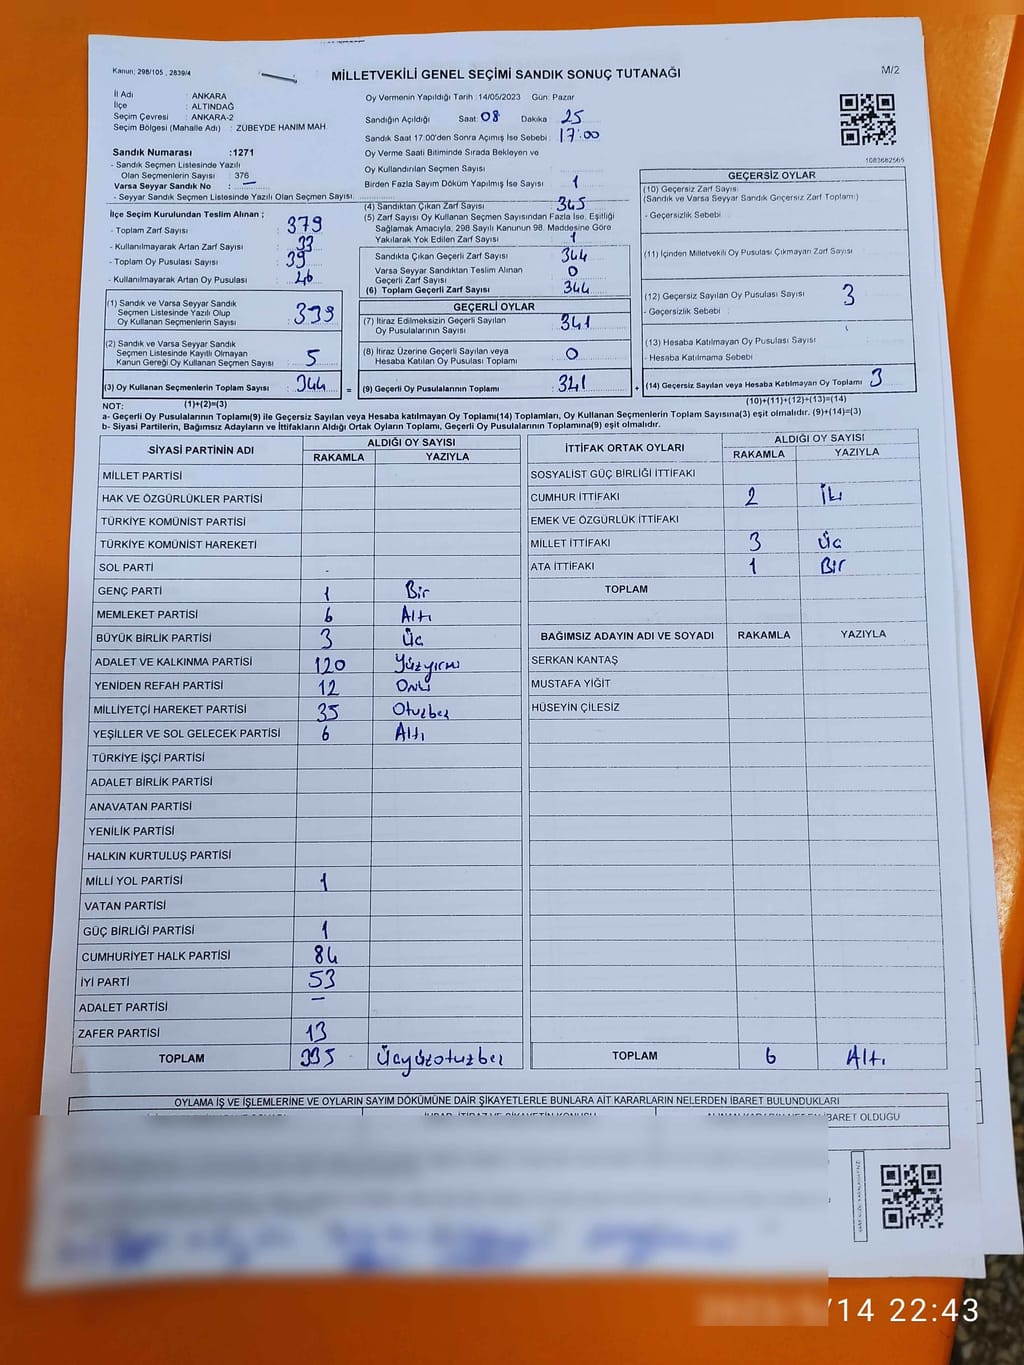 Kanun; 298/105 , 2839/4
MİLLETVEKİLİ GENEL SEÇİMİ SANDIK SONUÇ TUTANAĞI
M/2
İl Adı : ANKARA
İlçe : ALTINDAĞ
Seçim Çevresi : ANKARA-2
Seçim Bölgesi (Mahalle Adı) : ZÜBEYDE HANIM MAH.
Oy Vermenin Yapıldığı Tarih :14/05/2023 Gün: Pazar
Sandığın Açıldığı Saat: 08 Dakika : 25
Sandık Saat 17:00'den Sonra Açımış İse Sebebi : 17:00
Oy Verme Saati Bitiminde Sırada Bekleyen ve
Oy Kullandırılan Seçmen Sayısı
Birden Fazla Sayım Döküm Yapılmış İse Sayısı : 1
1083682565
Sandık Numarası :1271
- Sandık Seçmen Listesinde Yazılı
Olan Seçmenlerin Sayısı : 376
Varsa Seyyar Sandık No : —
- Seyyar Sandık Seçmen Listesinde Yazılı Olan Seçmen Sayısı:
İlçe Seçim Kurulundan Teslim Alınan ;
- Toplam Zarf Sayısı : 379
- Kullanılmayarak Artan Zarf Sayısı : 33
- Toplam Oy Pusulası Sayısı : 39
- Kullanılmayarak Artan Oy Pusulası : 46
(1) Sandık ve Varsa Seyyar Sandık
Seçmen Listesinde Yazılı Olup
Oy Kullanan Seçmenlerin Sayısı : 339
(2) Sandık ve Varsa Seyyar Sandık
Seçmen Listesinde Kayıtlı Olmayan
Kanun Gereği Oy Kullanan Seçmen Sayısı : 5
(3) Oy Kullanan Seçmenlerin Toplam Sayısı : 344 =
(4) Sandıktan Çıkan Zarf Sayısı : 345
(5) Zarf Sayısı Oy Kullanan Seçmen Sayısından Fazla İse, Eşitliği
Sağlamak Amacıyla, 298 Sayılı Kanunun 98. Maddesine Göre
Yakılarak Yok Edilen Zarf Sayısı : 1
Sandıkta Çıkan Geçerli Zarf Sayısı : 344
Varsa Seyyar Sandıktan Teslim Alınan
Geçerli Zarf Sayısı : 0
(6) Toplam Geçerli Zarf Sayısı : 344
GEÇERLİ OYLAR
(7) İtiraz Edilmeksizin Geçerli Sayılan
Oy Pusulalarının Sayısı : 341
(8) İtiraz Üzerine Geçerli Sayılan veya
Hesaba Katılan Oy Pusulası Toplamı : 0
(9) Geçerli Oy Pusulalarının Toplamı : 341 +
GEÇERSİZ OYLAR
(10) Geçersiz Zarf Sayısı
(Sandık ve Varsa Seyyar Sandık Geçersiz Zarf Toplamı)
- Geçersizlik Sebebi :
(11) İçinden Milletvekili Oy Pusulası Çıkmayan Zarf Sayısı
(12) Geçersiz Sayılan Oy Pusulası Sayısı : 3
- Geçersizlik Sebebi :
(13) Hesaba Katılmayan Oy Pusulası Sayısı :
- Hesaba Katılmama Sebebi
(14) Geçersiz Sayılan veya Hesaba Katılmayan Oy Toplamı : 3
NOT: (1)+(2)=(3)
(10)+(11)+(12)+(13)=(14)
a- Geçerli Oy Pusulalarının Toplamı(9) ile Geçersiz Sayılan veya Hesaba katılmayan Oy Toplamı(14) Toplamları, Oy Kullanan Seçmenlerin Toplam Sayısına(3) eşit olmalıdır. (9)+(14)=(3)
b- Siyasi Partilerin, Bağımsız Adayların ve İttifakların Aldığı Ortak Oyların Toplamı, Geçerli Oy Pusulalarının Toplamına(9) eşit olmalıdır.
SİYASİ PARTİNİN ADI ALDIĞI OY SAYISI
RAKAMLA YAZIYLA
MİLLET PARTİSİ
HAK VE ÖZGÜRLÜKLER PARTİSİ
TÜRKİYE KOMÜNİST PARTİSİ
TÜRKİYE KOMÜNİST HAREKETİ
SOL PARTİ -
GENÇ PARTİ 1 Bir
MEMLEKET PARTİSİ 6 Altı
BÜYÜK BİRLİK PARTİSİ 3 Üç
ADALET VE KALKINMA PARTİSİ 120 Yüzyirmi
YENİDEN REFAH PARTİSİ 12 Oniki
MİLLİYETÇİ HAREKET PARTİSİ 35 Otuzbeş
YEŞİLLER VE SOL GELECEK PARTİSİ 6 Altı
TÜRKİYE İŞÇİ PARTİSİ
ADALET BİRLİK PARTİSİ
ANAVATAN PARTİSİ
YENİLİK PARTİSİ
HALKIN KURTULUŞ PARTİSİ
MİLLİ YOL PARTİSİ 1
VATAN PARTİSİ
GÜÇ BİRLİĞİ PARTİSİ 1
CUMHURİYET HALK PARTİSİ 84
İYİ PARTİ 53
ADALET PARTİSİ —
ZAFER PARTİSİ 13
TOPLAM 335 Üçyüzotuzbeş
İTTİFAK ORTAK OYLARI ALDIĞI OY SAYISI
RAKAMLA YAZIYLA
SOSYALİST GÜÇ BİRLİĞİ İTTİFAKI
CUMHUR İTTİFAKI 2 İki
EMEK VE ÖZGÜRLÜK İTTİFAKI
MİLLET İTTİFAKI 3 Üç
ATA İTTİFAKI 1 Bir
TOPLAM
BAĞIMSIZ ADAYIN ADI VE SOYADI RAKAMLA YAZIYLA
SERKAN KANTAŞ
MUSTAFA YİĞİT
HÜSEYİN ÇİLESİZ
TOPLAM 6 Altı
OYLAMA İŞ VE İŞLEMLERİNE VE OYLARIN SAYIM DÖKÜMÜNE DAİR ŞİKAYETLERLE BUNLARA AİT KARARLARIN NELERDEN İBARET BULUNDUKLARI
İBARET OLDUĞU
/14 22:43